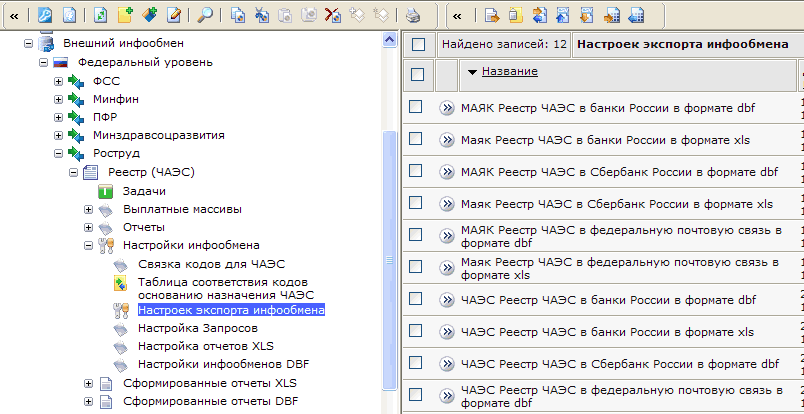 Внешний инфообмен
Федеральный уровень
ФСС
Минфин
ПФР
Минздравсоцразвития
Роструд
Реестр (ЧАЭС)
Задачи
Выплатные массивы
Отчеты
Настройки инфообмена
Связка кодов для ЧАЭС
Таблица соответствия кодов
основанию назначения ЧАЭС
Настроек экспорта инфообмена
Настройка Запросов
Настройка отчетов XLS
Настройки инфообменов DBF
Сформированные отчеты XLS
Сформированные отчеты DBF
Найдено записей: 12 Настроек экспорта инфообмена
Название
МАЯК Реестр ЧАЭС в банки России в формате dbf
Маяк Реестр ЧАЭС в банки России в формате xls
МАЯК Реестр ЧАЭС в Сбербанк России в формате dbf
Маяк Реестр ЧАЭС в Сбербанк России в формате xls
МАЯК Реестр ЧАЭС в федеральную почтовую связь в
формате dbf
Маяк Реестр ЧАЭС в федеральную почтовую связь в
формате xls
ЧАЭС Реестр ЧАЭС в банки России в формате dbf
ЧАЭС Реестр ЧАЭС в банки России в формате xls
ЧАЭС Реестр ЧАЭС в Сбербанк России в формате dbf
ЧАЭС Реестр ЧАЭС в федеральную почтовую связь в
формате dbf